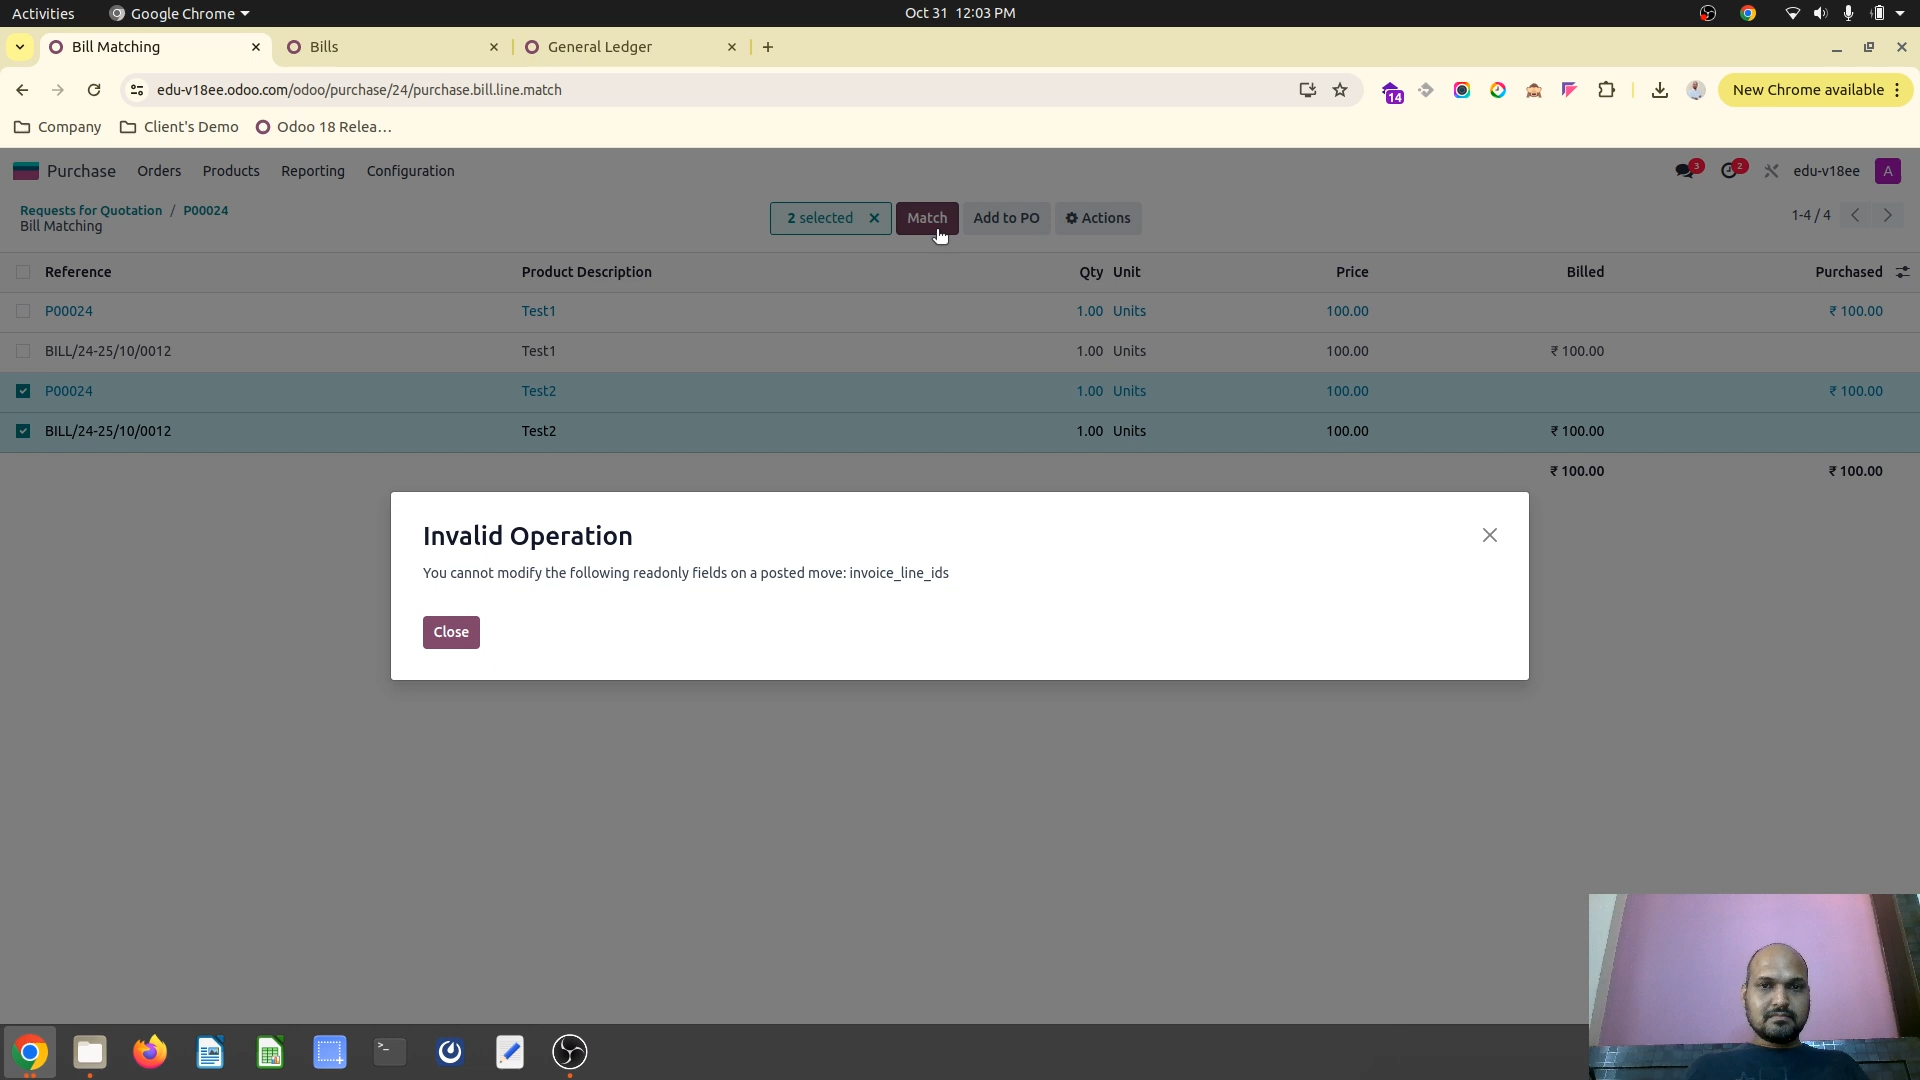 Activities Google Chrome Oct 31 12:03 PM
Bill Matching Bills General Ledger
edu-v18ee.odoo.com/odoo/purchase/24/purchase.bill.line.match 14 New Chrome available
Company Client's Demo Odoo 18 Relea...
Purchase Orders Products Reporting Configuration 3 2 edu-v18ee A
Requests for Quotation / P00024
Bill Matching
2 selected Match Add to PO Actions 1-4 / 4
Reference Product Description Qty Unit Price Billed Purchased
P00024 Test1 1.00 Units 100.00 ₹ 100.00
BILL/24-25/10/0012 Test1 1.00 Units 100.00 ₹ 100.00
P00024 Test2 1.00 Units 100.00 ₹ 100.00
BILL/24-25/10/0012 Test2 1.00 Units 100.00 ₹ 100.00
₹ 100.00 ₹ 100.00
Invalid Operation
You cannot modify the following readonly fields on a posted move: invoice_line_ids
Close